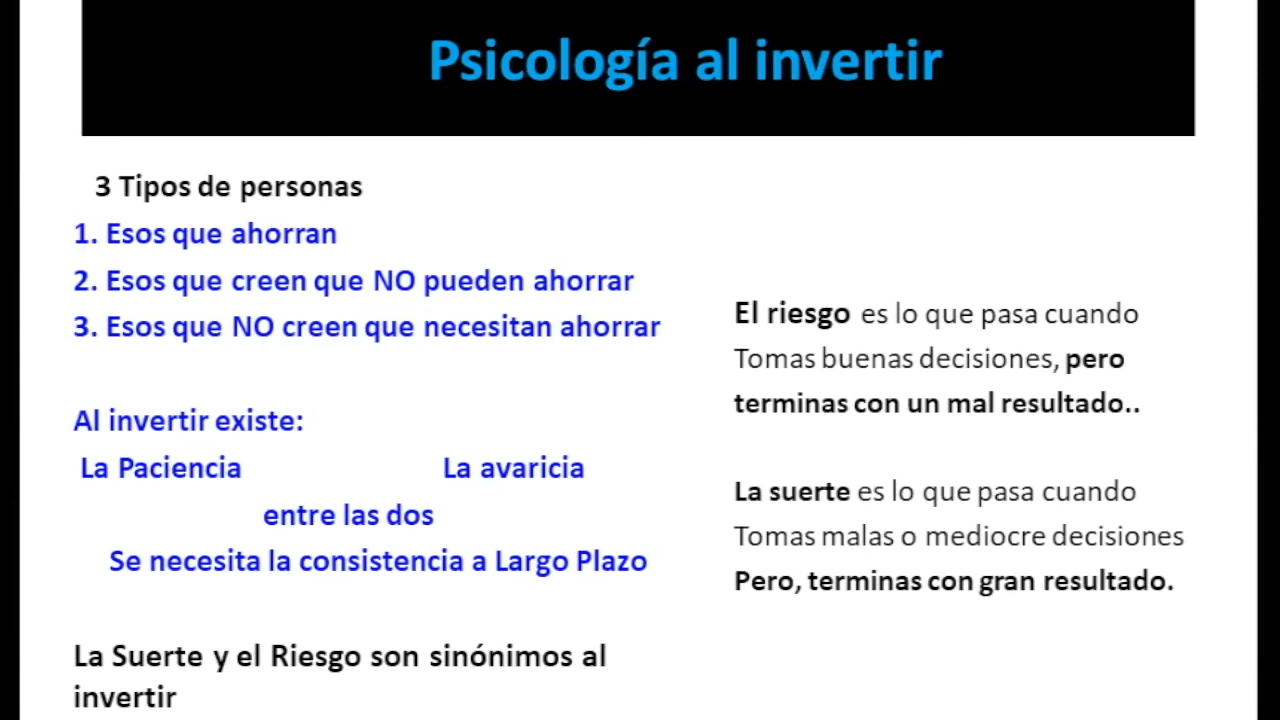 Psicología al invertir
3 Tipos de personas
1. Esos que ahorran
2. Esos que creen que NO pueden ahorrar
3. Esos que NO creen que necesitan ahorrar
Al invertir existe:
La Paciencia La avaricia
entre las dos
Se necesita la consistencia a Largo Plazo
La Suerte y el Riesgo son sinónimos al
invertir
El riesgo es lo que pasa cuando
Tomas buenas decisiones, pero
terminas con un mal resultado..
La suerte es lo que pasa cuando
Tomas malas o mediocre decisiones
Pero, terminas con gran resultado.